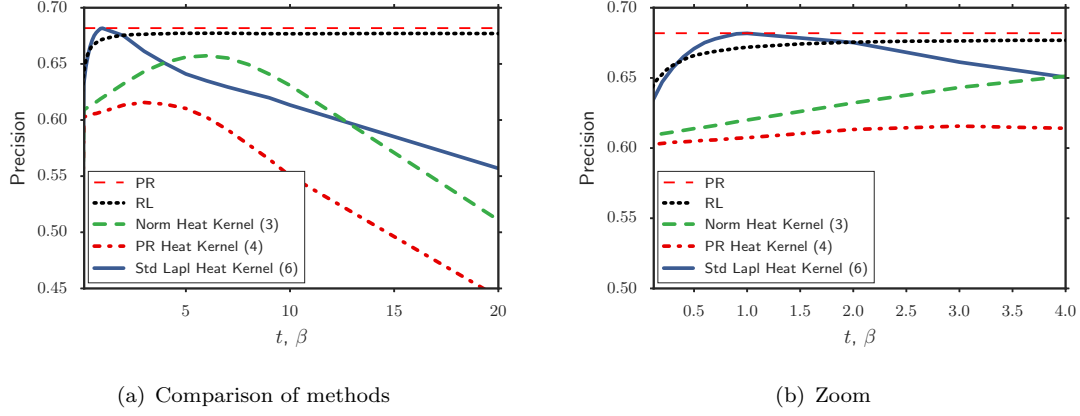 0.70
0.65
0.60
0.55
0.50
0.45
Precision
PR
RL
Norm Heat Kernel (3)
PR Heat Kernel (4)
Std Lapl Heat Kernel (6)
5 10 15 20
t, β
(a) Comparison of methods
0.70
0.65
0.60
0.55
0.50
Precision
PR
RL
Norm Heat Kernel (3)
PR Heat Kernel (4)
Std Lapl Heat Kernel (6)
0.5 1.0 1.5 2.0 2.5 3.0 3.5 4.0
t, β
(b) Zoom